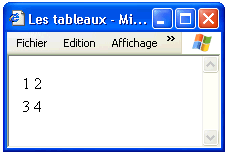 Les tableaux - Mi...
Fichier Edition Affichage »
1 2
3 4